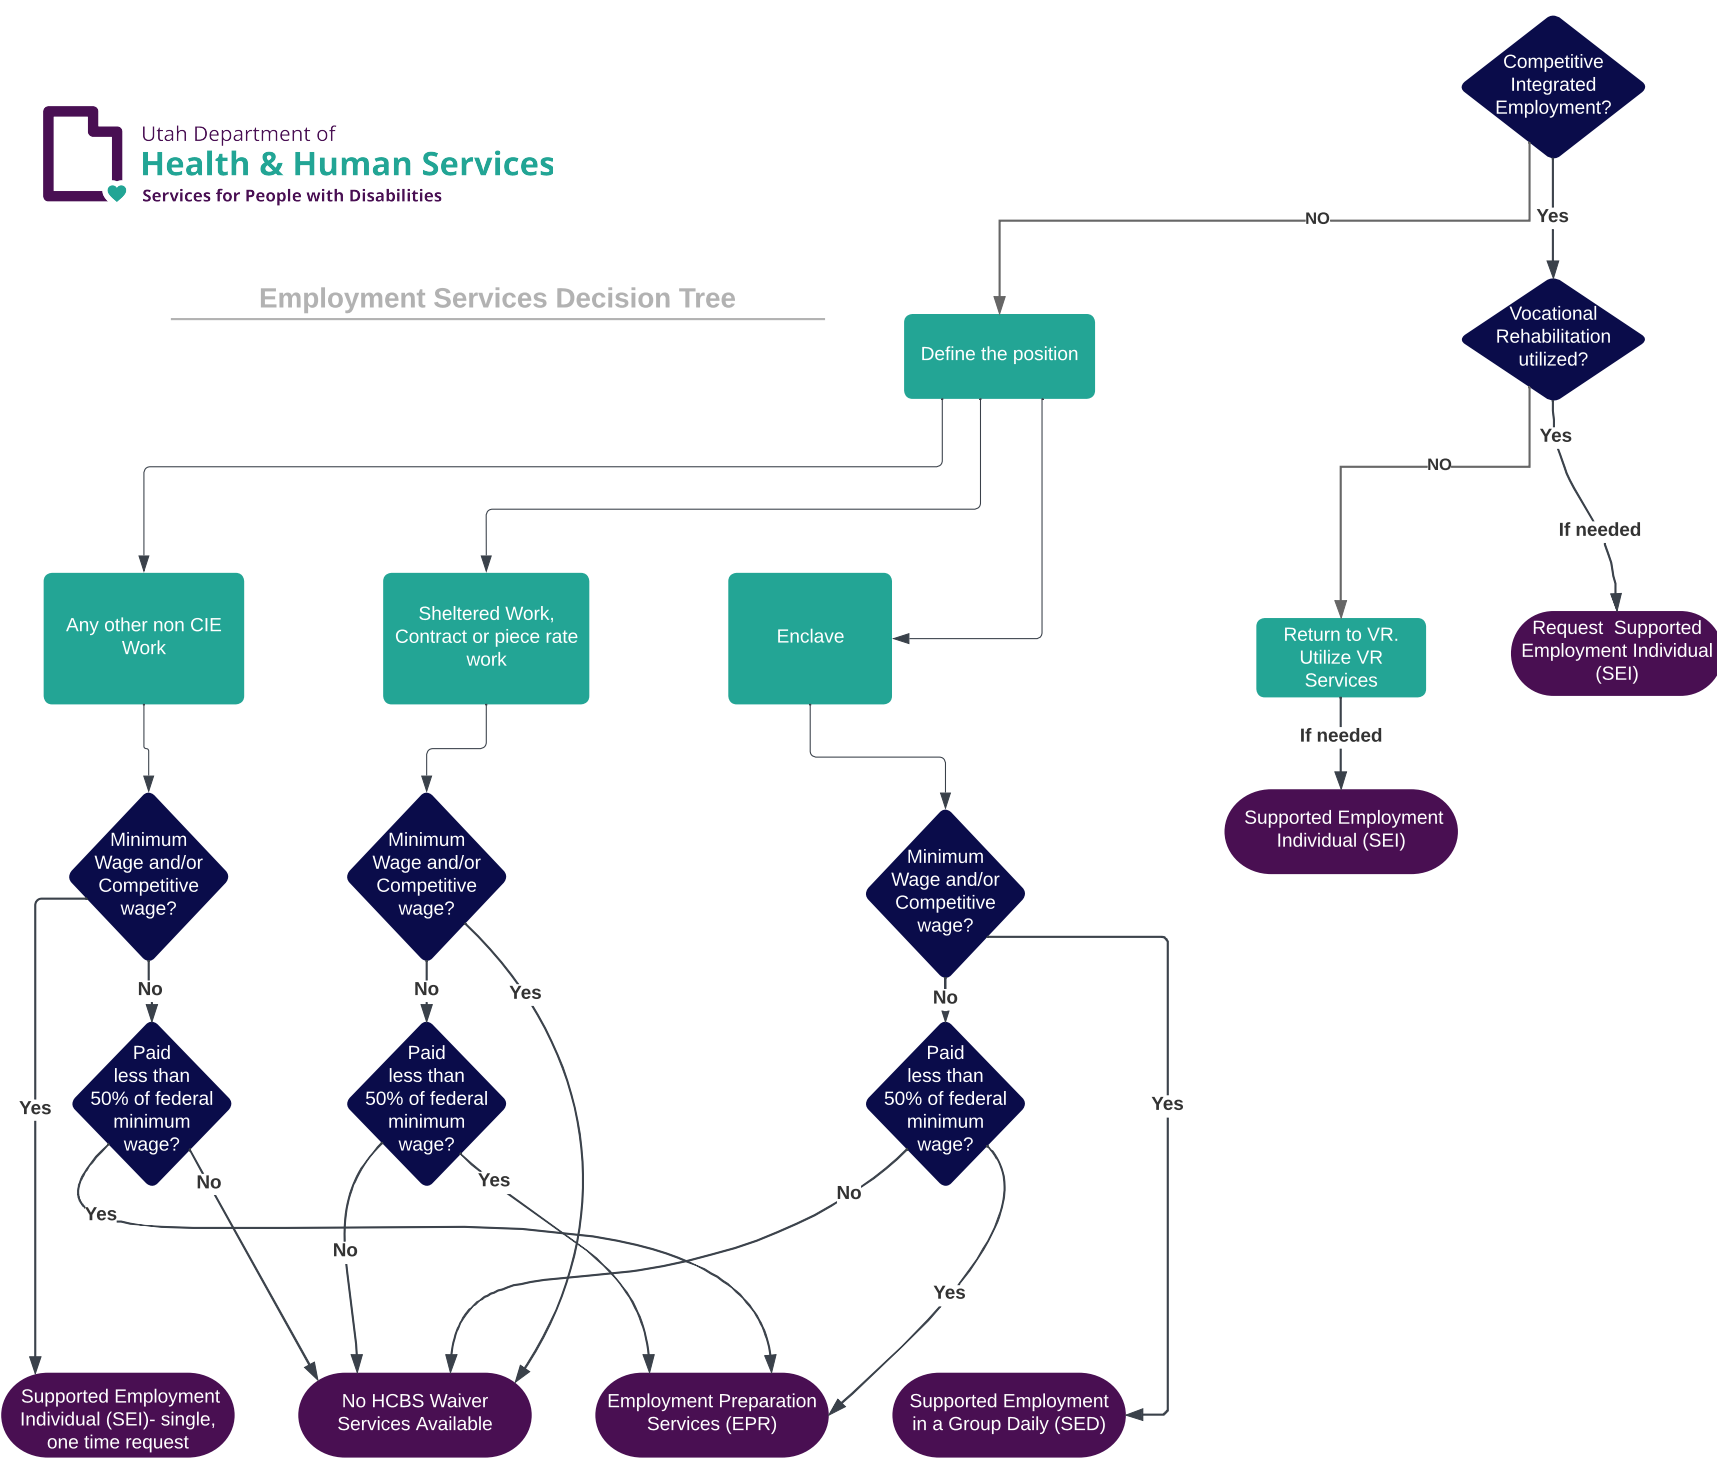 Competitive
Integrated
Employment?
Utah Department of
Health & Human Services
Services for People with Disabilities
NO
Yes
Employment Services Decision Tree
Define the position
Vocational
Rehabilitation
utilized?
Yes
NO
If needed
Any other non CIE
Work
Sheltered Work,
Contract or piece rate
work
Enclave
Return to VR.
Utilize VR
Services
Request  Supported
Employment Individual
(SEI)
If needed
Supported Employment
Individual (SEI)
Minimum
Wage and/or
Competitive
wage?
Minimum
Wage and/or
Competitive
wage?
Minimum
Wage and/or
Competitive
wage?
No
No
Yes
No
Paid
less than
50% of federal
minimum
wage?
Paid
less than
50% of federal
minimum
wage?
Paid
less than
50% of federal
minimum
wage?
Yes
Yes
No
Yes
No
Yes
No
Yes
Supported Employment
Individual (SEI)- single,
one time request
No HCBS Waiver
Services Available
Employment Preparation
Services (EPR)
Supported Employment
in a Group Daily (SED)